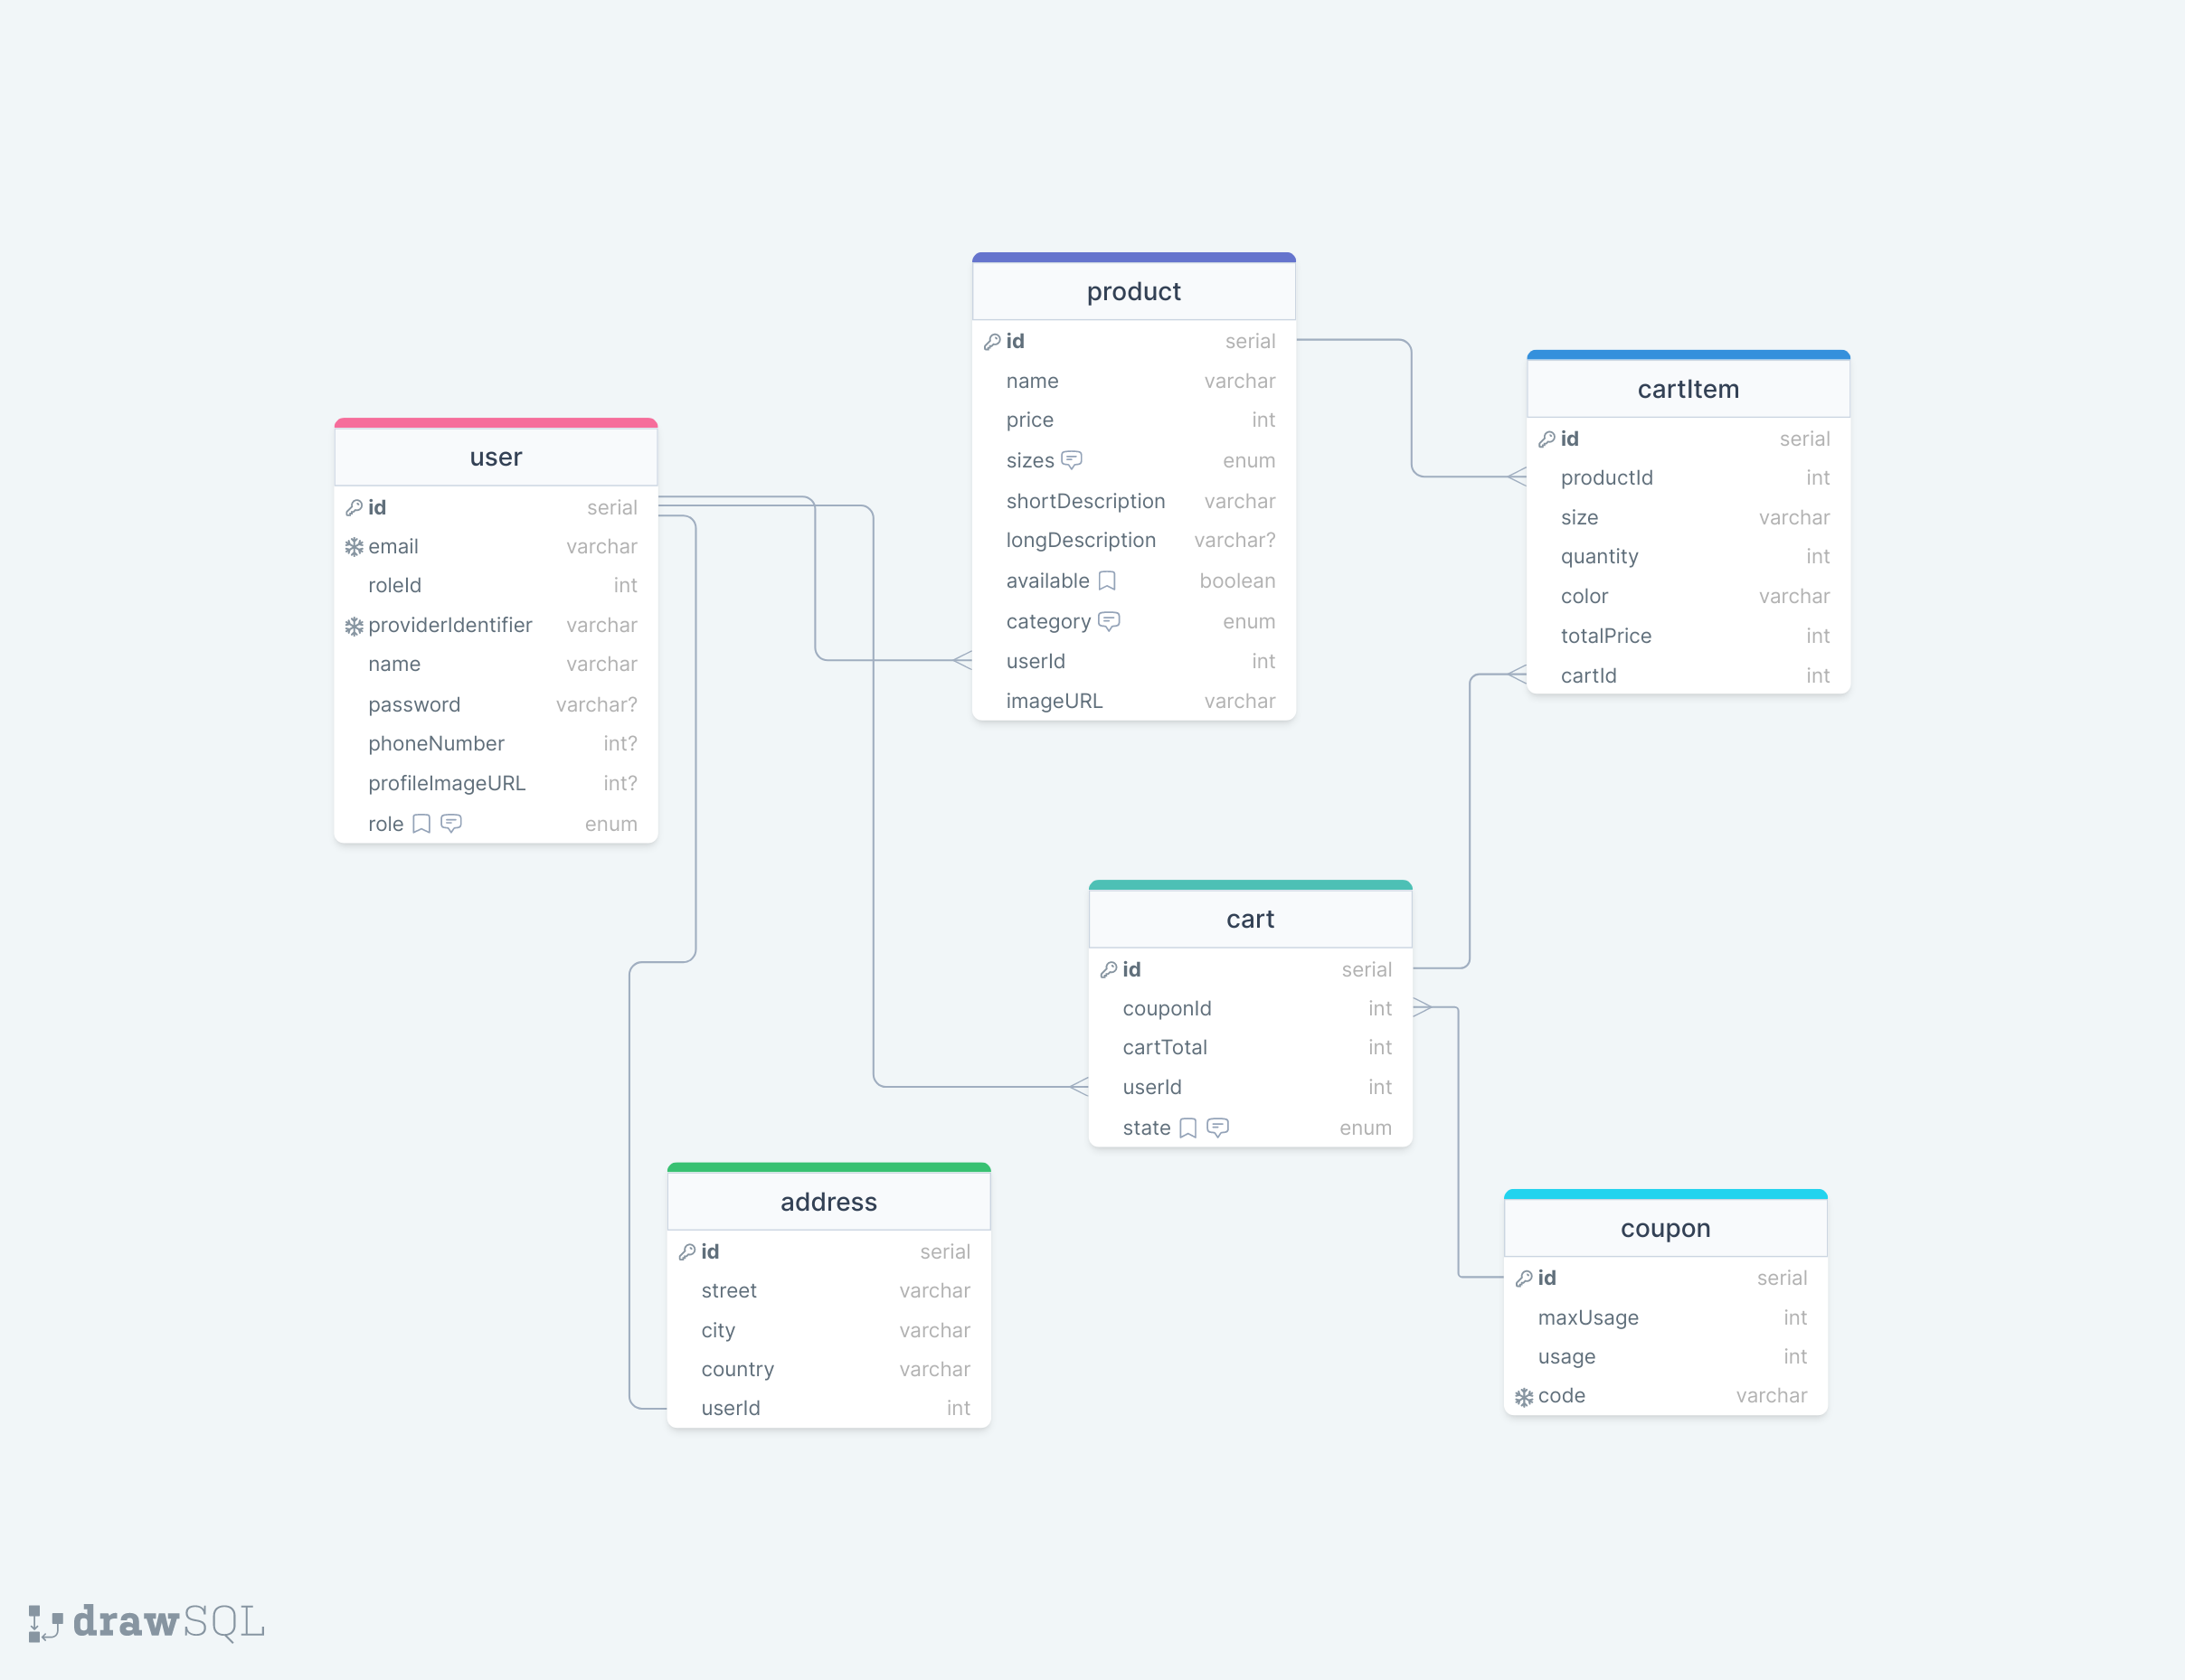 product
id serial
name varchar
price int
sizes enum
shortDescription varchar
longDescription varchar?
available boolean
category enum
userId int
imageURL varchar
cartItem
id serial
productId int
size varchar
quantity int
color varchar
totalPrice int
cartId int
user
id serial
email varchar
roleId int
providerIdentifier varchar
name varchar
password varchar?
phoneNumber int?
profileImageURL int?
role enum
cart
id serial
couponId int
cartTotal int
userId int
state enum
address
id serial
street varchar
city varchar
country varchar
userId int
coupon
id serial
maxUsage int
usage int
code varchar
drawSQL